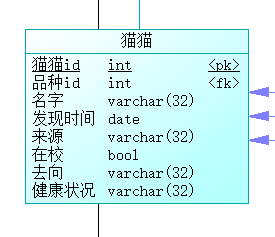 猫猫
猫猫id int <pk>
品种id int <fk>
名字 varchar(32)
发现时间 date
来源 varchar(32)
在校 bool
去向 varchar(32)
健康状况 varchar(32)